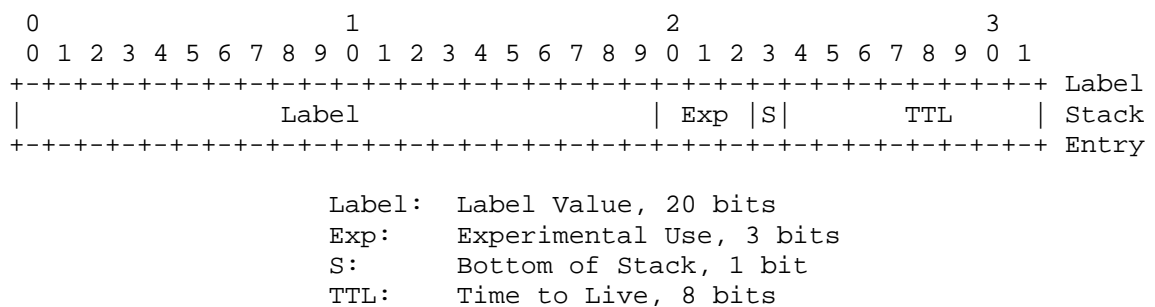 0                   1                   2                   3
0 1 2 3 4 5 6 7 8 9 0 1 2 3 4 5 6 7 8 9 0 1 2 3 4 5 6 7 8 9 0 1
+-+-+-+-+-+-+-+-+-+-+-+-+-+-+-+-+-+-+-+-+-+-+-+-+-+-+-+-+-+-+-+-+ Label
|                Label                  | Exp |S|       TTL     | Stack
+-+-+-+-+-+-+-+-+-+-+-+-+-+-+-+-+-+-+-+-+-+-+-+-+-+-+-+-+-+-+-+-+ Entry
Label:  Label Value, 20 bits
Exp:    Experimental Use, 3 bits
S:      Bottom of Stack, 1 bit
TTL:    Time to Live, 8 bits